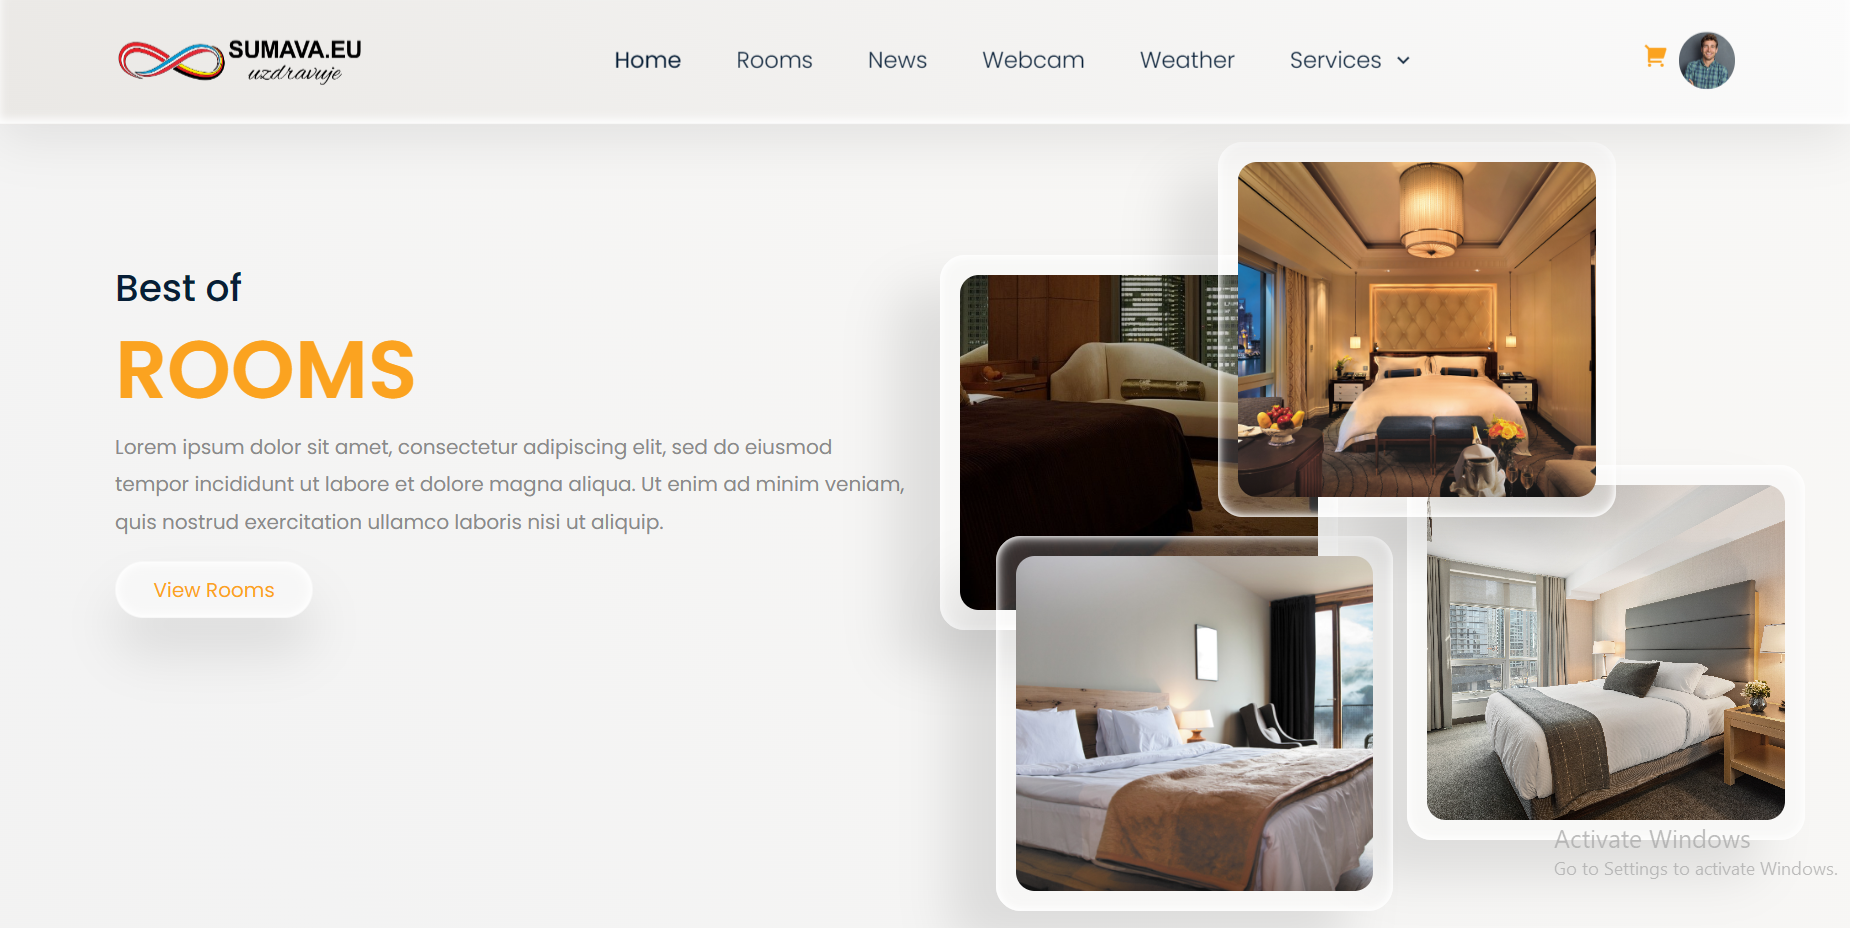 SUMAVA.EU
uzdravuje
Home
Rooms
News
Webcam
Weather
Services
Best of
ROOMS
Lorem ipsum dolor sit amet, consectetur adipiscing elit, sed do eiusmod
tempor incididunt ut labore et dolore magna aliqua. Ut enim ad minim veniam,
quis nostrud exercitation ullamco laboris nisi ut aliquip.
View Rooms
Activate Windows
Go to Settings to activate Windows.